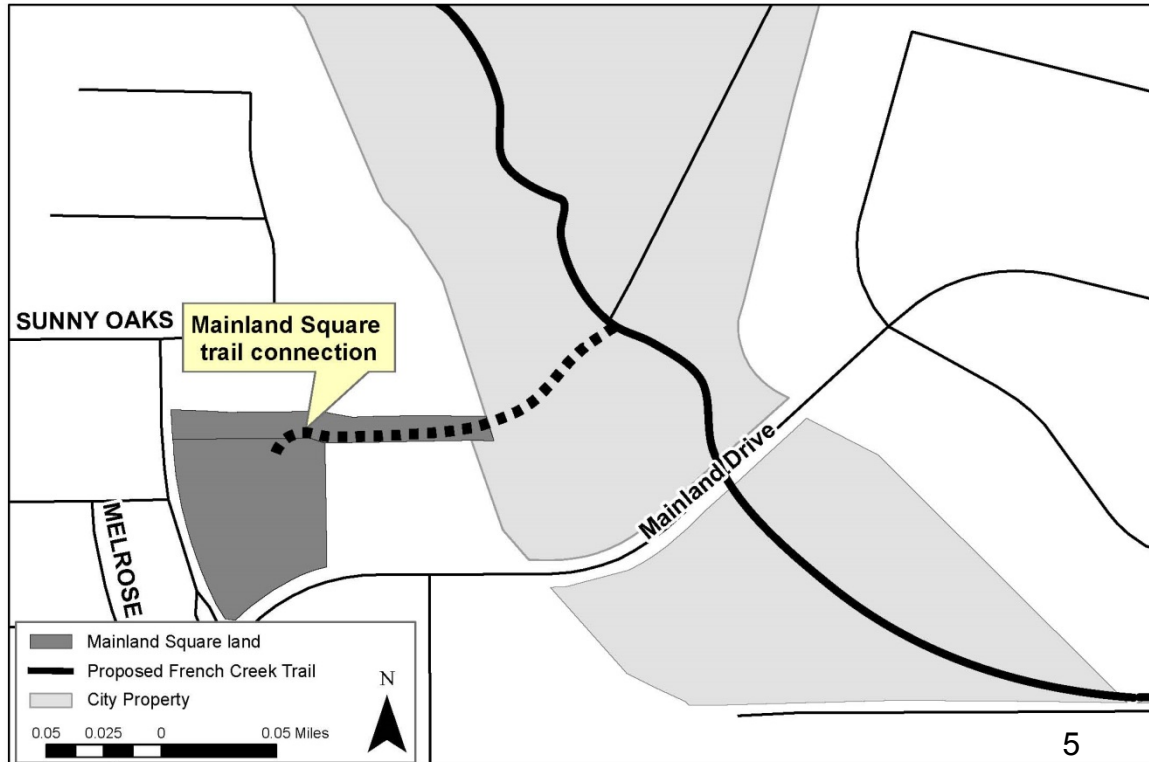 SUNNY OAKS
Mainland Square
trail connection
Mainland Drive
MELROSE
Mainland Square land
Proposed French Creek Trail
City Property
N
0.05 0.025 0 0.05 Miles
5